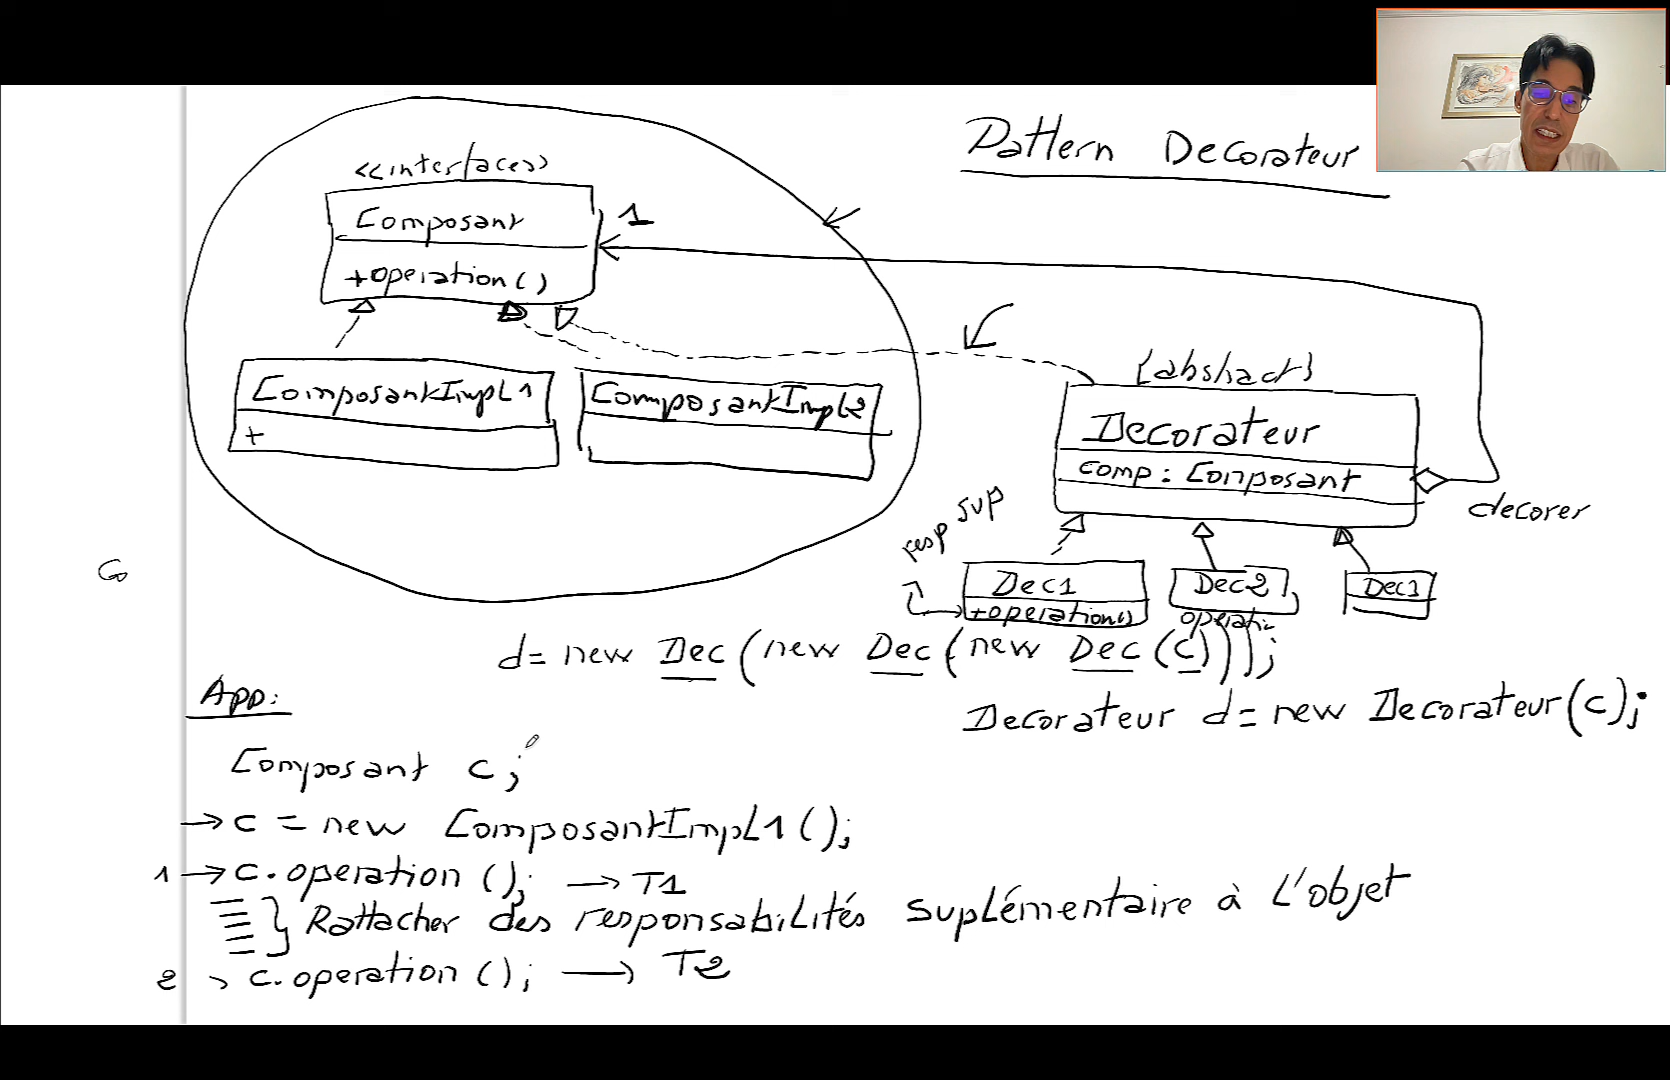 Pattern Decorateur
<<interface>>
Composant
1
+operation()
ComposantImpl1
+
ComposantImpl2
{abstract}
Decorateur
comp : Composant
decorer
resp sup
Dec1
+operation()
Dec2
Dec3
d= new Dec(new Dec(new Dec(c)));
App:
Decorateur d= new Decorateur(c);
Composant c;
→ c = new ComposantImpl1();
1 → c.operation(); → T1
Rattacher des responsabilités suplémentaire à l'objet
2 → c.operation(); → T2